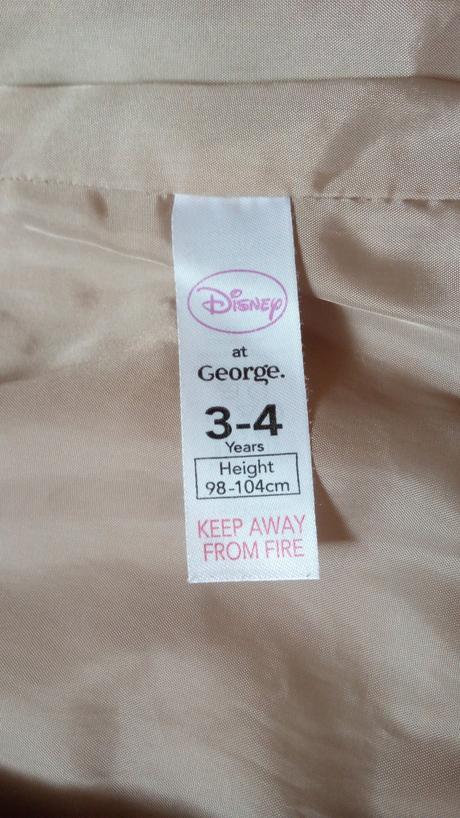 Disney
at
George.
3-4
Years
Height
98-104cm
KEEP AWAY
FROM FIRE